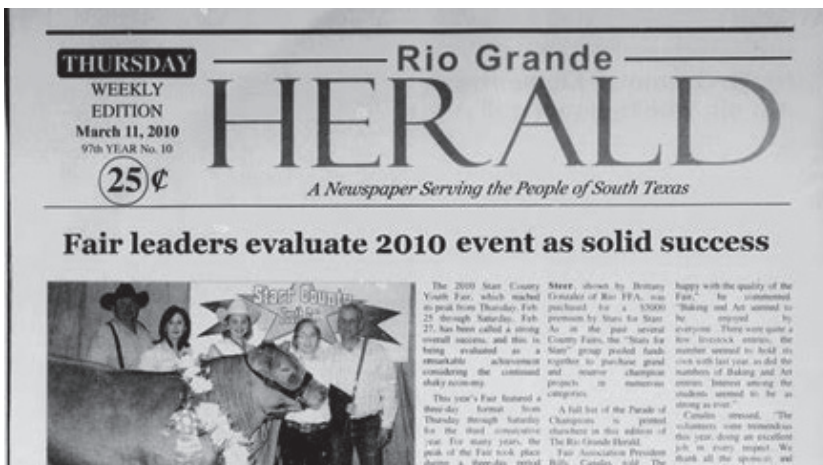 THURSDAY
WEEKLY
EDITION
March 11, 2010
97th YEAR No. 10
25¢
Rio Grande
HERALD
A Newspaper Serving the People of South Texas
Fair leaders evaluate 2010 event as solid success
Starr County
The 2010 Starr County
Youth Fair, which reached
its peak from Thursday, Feb.
25 through Saturday, Feb.
27, has been called a strong
overall success, and this is
being evaluated as a
remarkable achievement
considering the continued
shaky economy.
This year's Fair featured a
three-day format from
Thursday through Saturday
for the third consecutive
year. For many years, the
peak of the Fair took place
during a three-day period
Steer, shown by Brittany
Gonzalez of Rio FFA, was
purchased for a $3000
premium by Stars for Starr.
As in the past several
County Fairs, the "Stars for
Starr" group pooled funds
together to purchase grand
and reserve champion
projects in numerous
categories.
A full list of the Parade of
Champions is printed
elsewhere in this edition of
The Rio Grande Herald.
Fair Association President
Billy Canales told The
happy with the quality of the
Fair," he commented.
"Baking and Art seemed to
be enjoyed by
everyone. There were quite a
few livestock entries, the
number seemed to hold its
own with last year, as did the
numbers of Baking and Art
entries. Interest among the
students seemed to be as
strong as ever."
Canales stressed, "The
volunteers were tremendous
this year, doing an excellent
job in every respect. We
thank all the sponsors and